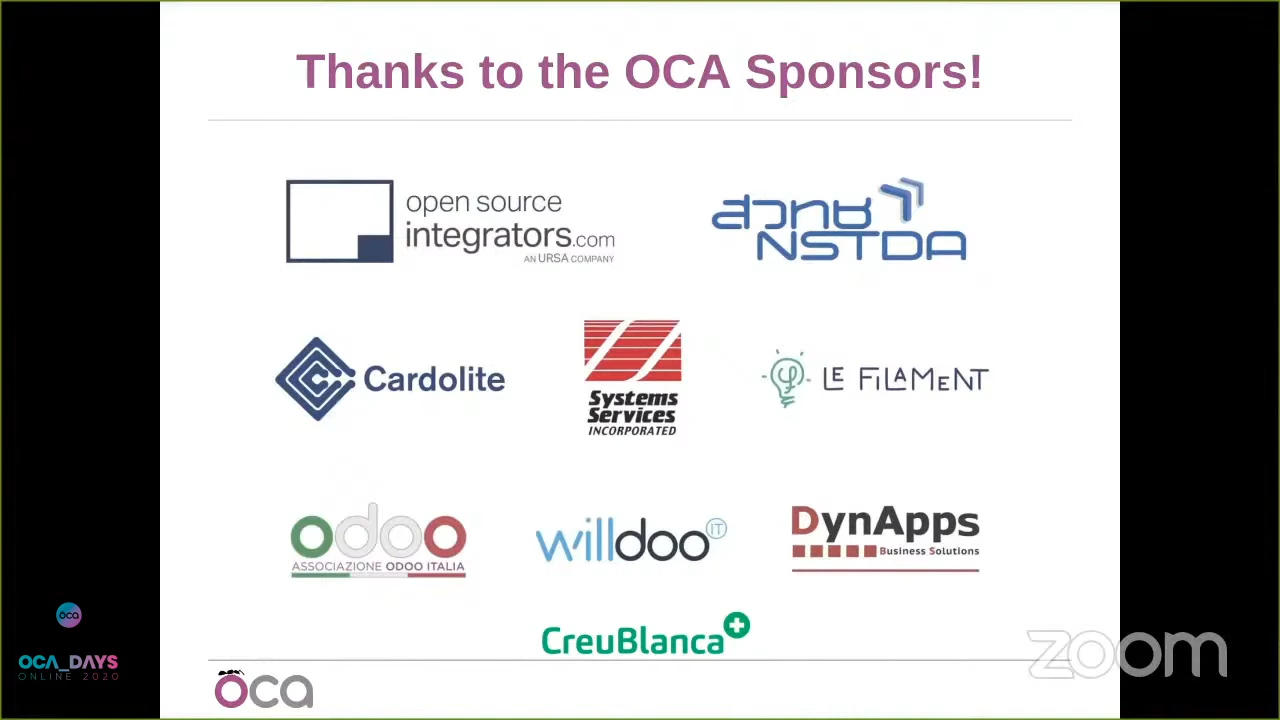 Thanks to the OCA Sponsors!
open source
integrators.com
AN URSA COMPANY
สวทช
NSTDA
Cardolite
Systems
Services
INCORPORATED
LE FiLAMENT
odoo
ASSOCIAZIONE ODOO ITALIA
willdoo IT
DynApps
Business Solutions
CreuBlanca
oca
OCA_DAYS
ONLINE 2020
oca
zoom